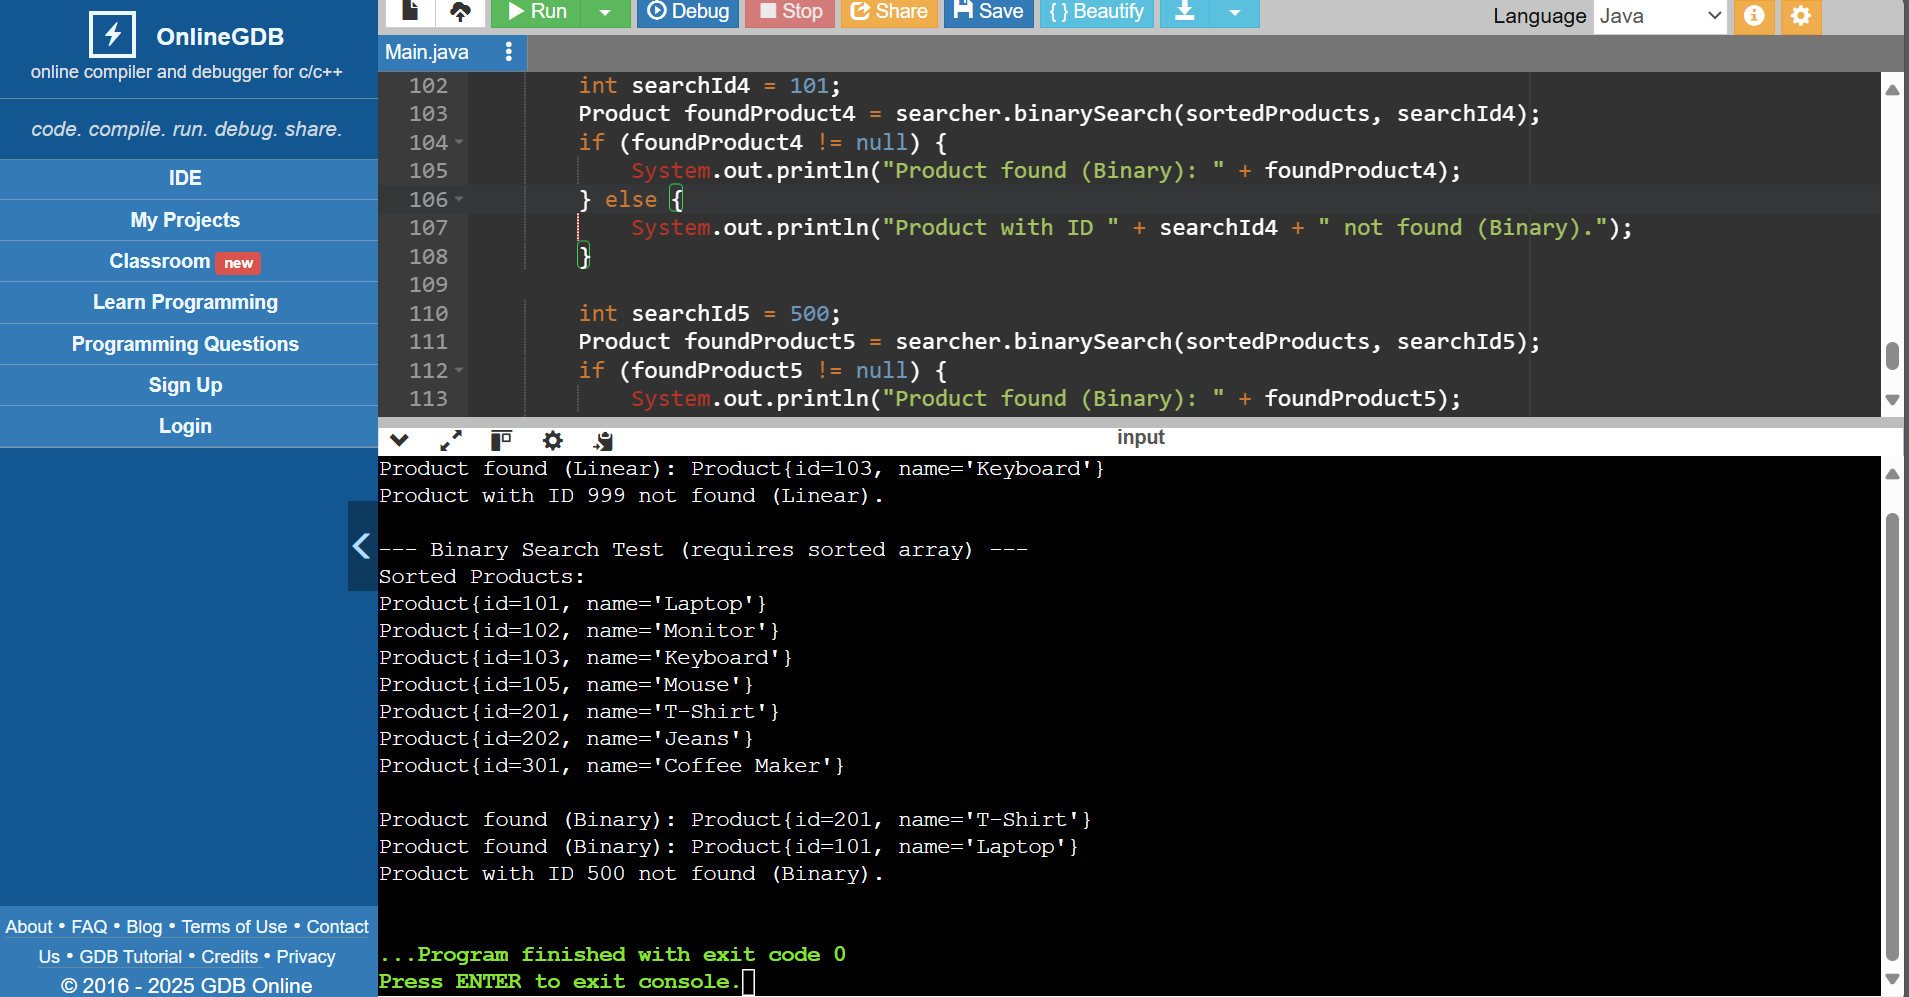 OnlineGDB
online compiler and debugger for c/c++
code. compile. run. debug. share.
IDE
My Projects
Classroom new
Learn Programming
Programming Questions
Sign Up
Login
About • FAQ • Blog • Terms of Use • Contact
Us • GDB Tutorial • Credits • Privacy
© 2016 - 2025 GDB Online
Run Debug Stop Share Save {} Beautify Language Java
Main.java
102 int searchId4 = 101;
103 Product foundProduct4 = searcher.binarySearch(sortedProducts, searchId4);
104 if (foundProduct4 != null) {
105 System.out.println("Product found (Binary): " + foundProduct4);
106 } else {
107 System.out.println("Product with ID " + searchId4 + " not found (Binary).");
108 }
109
110 int searchId5 = 500;
111 Product foundProduct5 = searcher.binarySearch(sortedProducts, searchId5);
112 if (foundProduct5 != null) {
113 System.out.println("Product found (Binary): " + foundProduct5);
input
Product found (Linear): Product{id=103, name='Keyboard'}
Product with ID 999 not found (Linear).
--- Binary Search Test (requires sorted array) ---
Sorted Products:
Product{id=101, name='Laptop'}
Product{id=102, name='Monitor'}
Product{id=103, name='Keyboard'}
Product{id=105, name='Mouse'}
Product{id=201, name='T-Shirt'}
Product{id=202, name='Jeans'}
Product{id=301, name='Coffee Maker'}
Product found (Binary): Product{id=201, name='T-Shirt'}
Product found (Binary): Product{id=101, name='Laptop'}
Product with ID 500 not found (Binary).
...Program finished with exit code 0
Press ENTER to exit console.